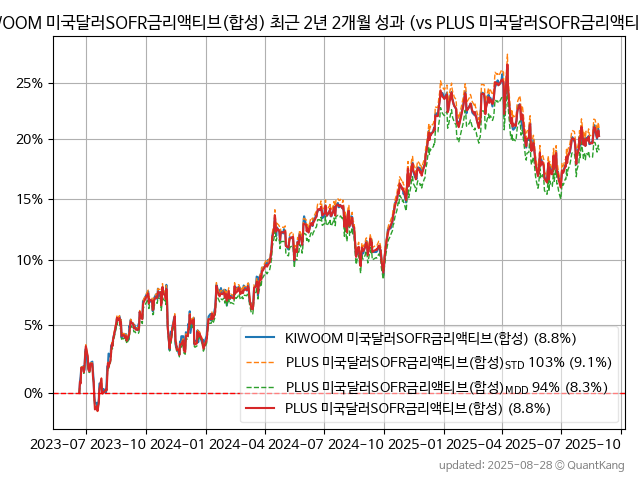 WOOM 미국달러SOFR금리액티브(합성) 최근 2년 2개월 성과 (vs PLUS 미국달러SOFR금리액티
25%
20%
15%
10%
5%
0%
KIWOOM 미국달러SOFR금리액티브(합성) (8.8%)
PLUS 미국달러SOFR금리액티브(합성)STD 103% (9.1%)
PLUS 미국달러SOFR금리액티브(합성)MDD 94% (8.3%)
PLUS 미국달러SOFR금리액티브(합성) (8.8%)
2023-07 2023-10 2024-01 2024-04 2024-07 2024-10 2025-01 2025-04 2025-07 2025-10
updated: 2025-08-28 © QuantKang